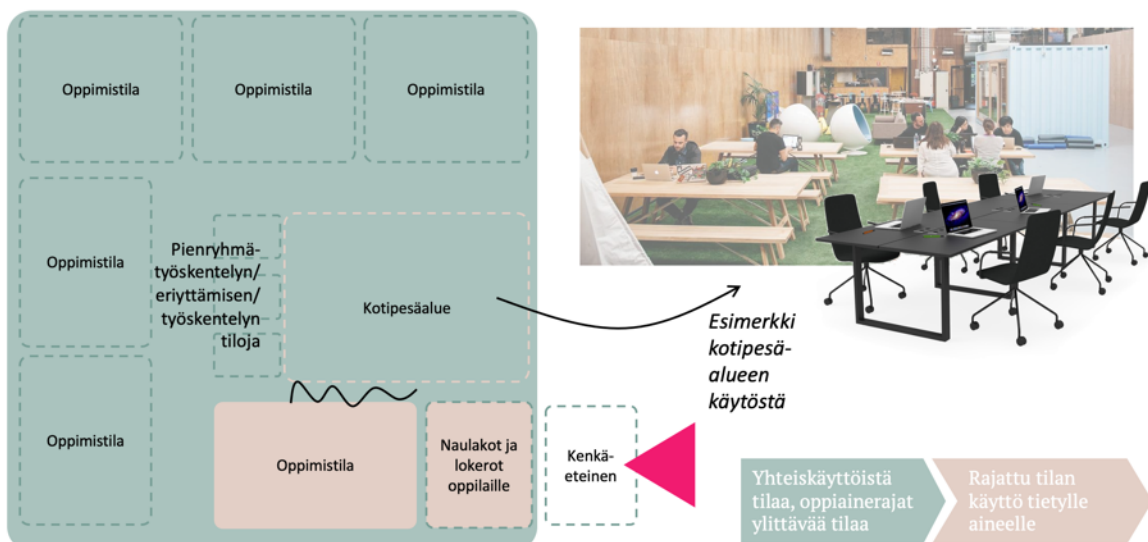 Oppimistila
Oppimistila
Oppimistila
Oppimistila
Pienryhmä-
työskentelyn/
eriyttämisen/
työskentelyn
tiloja
Kotipesäalue
Oppimistila
Oppimistila
Naulakot ja
lokerot
oppilaille
Kenkä-
eteinen
Esimerkki
kotipesä-
alueen
käytöstä
Yhteiskäyttöistä
tilaa, oppiainerajat
ylittävää tilaa
Rajattu tilan
käyttö tietylle
aineelle